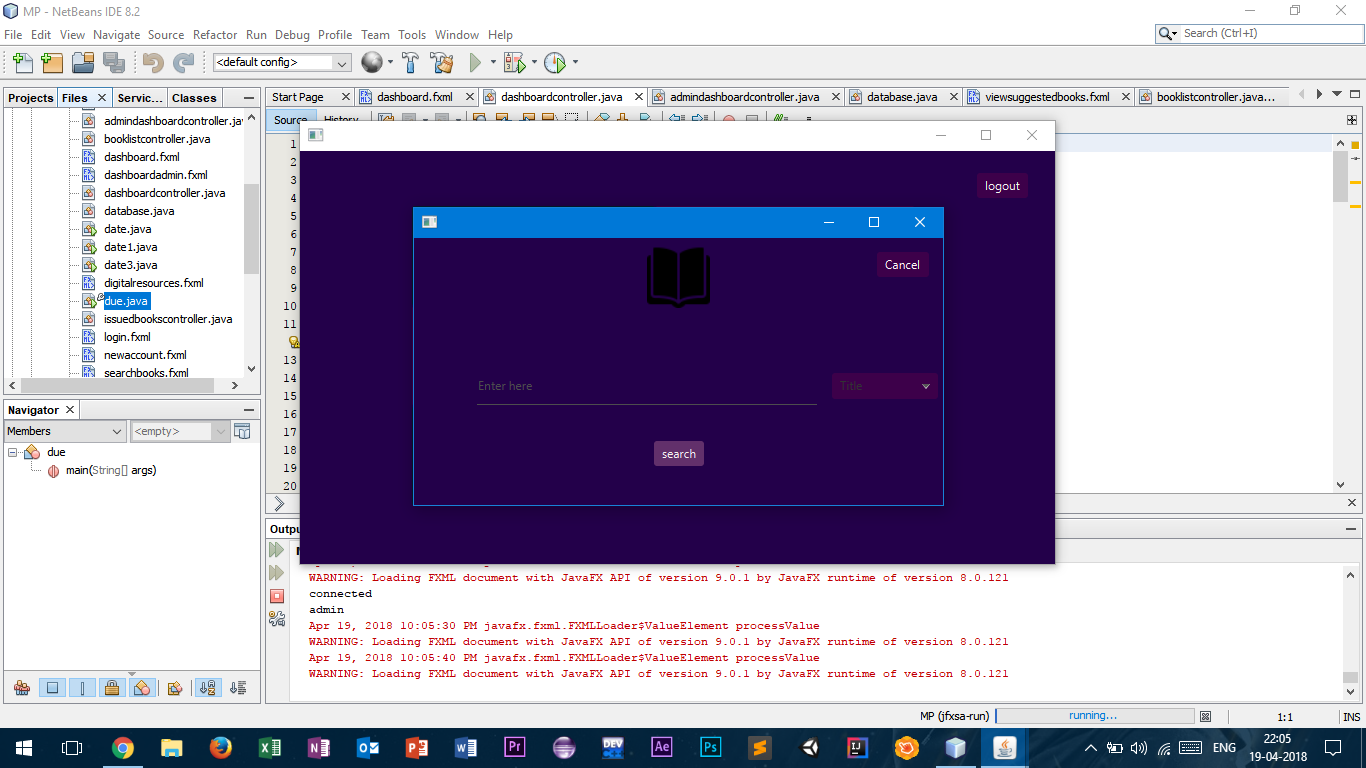 MP - NetBeans IDE 8.2
File Edit View Navigate Source Refactor Run Debug Profile Team Tools Window Help
Search (Ctrl+I)
<default config>
Projects Files Servic... Classes
Start Page dashboard.fxml dashboardcontroller.java admindashboardcontroller.java database.java viewsuggestedbooks.fxml booklistcontroller.java...
Source History
admindashboardcontroller.jav
booklistcontroller.java
dashboard.fxml
dashboardadmin.fxml
dashboardcontroller.java
database.java
date.java
date1.java
date3.java
digitalresources.fxml
due.java
issuedbookscontroller.java
login.fxml
newaccount.fxml
searchbooks.fxml
1
2
3
4
5
6
7
8
9
10
11
13
14
15
16
17
18
19
20
logout
Cancel
Enter here
Title
search
Navigator
Members
<empty>
due
main(String[] args)
WARNING: Loading FXML document with JavaFX API of version 9.0.1 by JavaFX runtime of version 8.0.121
connected
admin
Apr 19, 2018 10:05:30 PM javafx.fxml.FXMLLoader$ValueElement processValue
WARNING: Loading FXML document with JavaFX API of version 9.0.1 by JavaFX runtime of version 8.0.121
Apr 19, 2018 10:05:40 PM javafx.fxml.FXMLLoader$ValueElement processValue
WARNING: Loading FXML document with JavaFX API of version 9.0.1 by JavaFX runtime of version 8.0.121
MP (jfxsa-run) running... 1:1 INS
Pr DEV Ae Ps IJ
ENG
22:05
19-04-2018